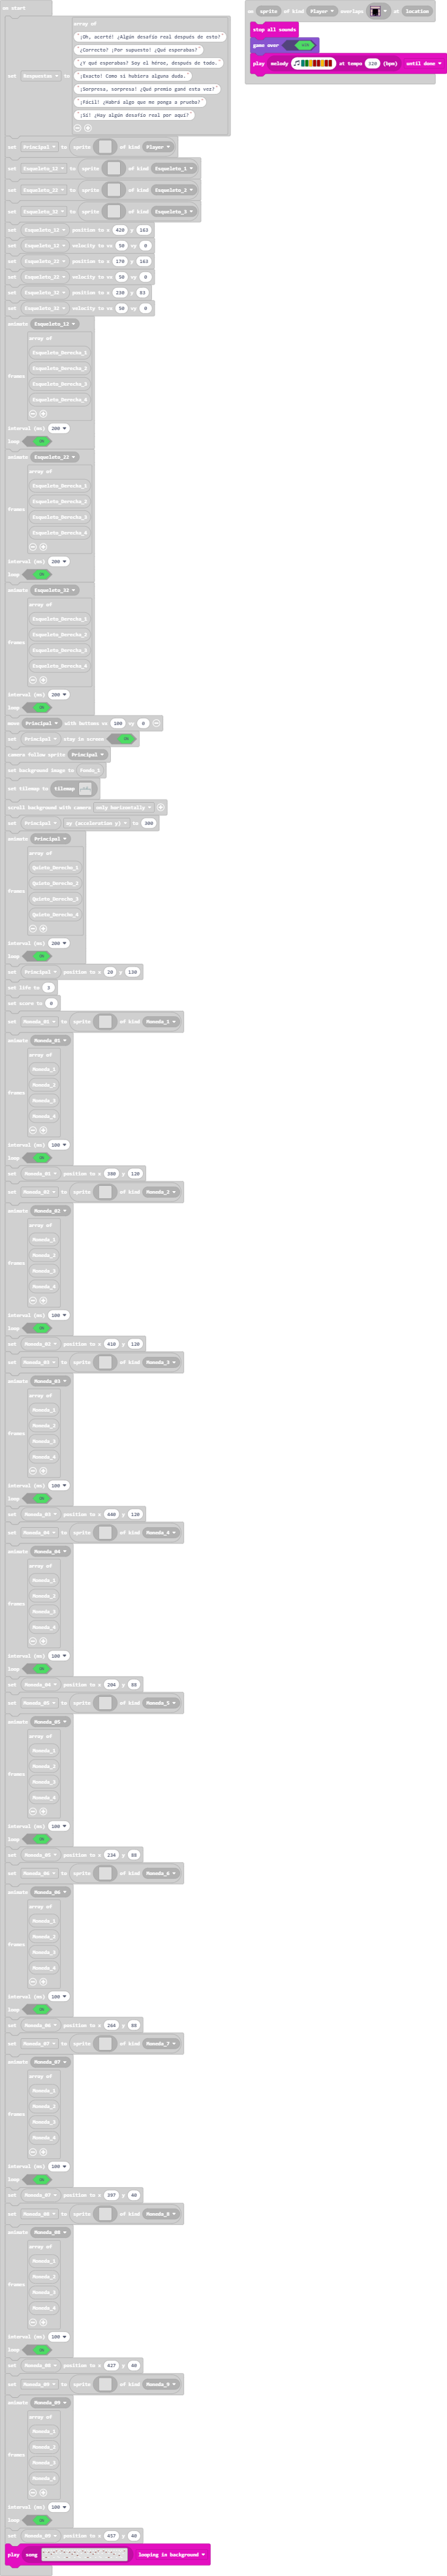 on start
set Respuestas to
array of
"¡Oh, acerté! ¿Algún desafío real después de esto?"
"¿Correcto? ¡Por supuesto! ¿Qué esperabas?"
"¿Y qué esperabas? Soy el héroe, después de todo."
"¡Exacto! Como si hubiera alguna duda."
"¡Sorpresa, sorpresa! ¿Qué premio gané esta vez?"
"¡Fácil! ¿Habrá algo que me ponga a prueba?"
"¡Sí! ¿Hay algún desafío real por aquí?"
set Principal to sprite of kind Player
set to sprite of kind Esqueleto_1
set to sprite of kind Esqueleto_2
set to sprite of kind Esqueleto_3
set position to x 420 y 163
set velocity to vx 50 vy 0
set position to x 170 y 163
set velocity to vx 50 vy 0
set position to x y 83
set velocity to vx 50 vy 0
animate
frames
array of
Esqueleto_Derecha_1
Esqueleto_Derecha_2
Esqueleto_Derecha_3
Esqueleto_Derecha_4
interval (ms) 200
loop ON
animate
frames
array of
Esqueleto_Derecha_1
Esqueleto_Derecha_2
Esqueleto_Derecha_3
Esqueleto_Derecha_4
interval (ms) 200
loop ON
animate
frames
array of
Esqueleto_Derecha_1
Esqueleto_Derecha_2
Esqueleto_Derecha_3
Esqueleto_Derecha_4
interval (ms) 200
loop ON
move Principal with buttons vx 100 vy 0
set Principal stay in screen ON
camera follow sprite Principal
set background image to Fondo_1
set tilemap to tilemap
scroll background with camera only horizontally
set Principal ay (acceleration y) to 300
animate Principal
frames
array of
Quieto_Derecha_1
Quieto_Derecha_2
Quieto_Derecha_3
Quieto_Derecha_4
interval (ms) 200
loop ON
set Principal position to x 20 y 130
set life to 3
set score to 0
set Moneda_01 to sprite of kind Moneda_1
animate Moneda_01
frames
array of
Moneda_1
Moneda_2
Moneda_3
Moneda_4
interval (ms) 100
loop ON
set Moneda_01 position to x 380 y 120
set Moneda_02 to sprite of kind Moneda_2
animate Moneda_02
frames
array of
Moneda_1
Moneda_2
Moneda_3
Moneda_4
interval (ms) 100
loop ON
set Moneda_02 position to x 410 y 120
set Moneda_03 to sprite of kind Moneda_3
animate Moneda_03
frames
array of
Moneda_1
Moneda_2
Moneda_3
Moneda_4
interval (ms) 100
loop ON
set Moneda_03 position to x 440 y 120
set Moneda_04 to sprite of kind Moneda_4
animate Moneda_04
frames
array of
Moneda_1
Moneda_2
Moneda_3
Moneda_4
interval (ms) 100
loop ON
set Moneda_04 position to x 204 y 88
set Moneda_05 to sprite of kind Moneda_5
animate Moneda_05
frames
array of
Moneda_1
Moneda_2
Moneda_3
Moneda_4
interval (ms) 100
loop ON
set Moneda_05 position to x 234 y 88
set Moneda_06 to sprite of kind Moneda_6
animate Moneda_06
frames
array of
Moneda_1
Moneda_2
Moneda_3
Moneda_4
interval (ms) 100
loop ON
set Moneda_06 position to x 264 y 88
set Moneda_07 to sprite of kind Moneda_7
animate Moneda_07
frames
array of
Moneda_1
Moneda_2
Moneda_3
Moneda_4
interval (ms) 100
loop ON
set Moneda_07 position to x 397 y 40
set Moneda_08 to sprite of kind Moneda_8
animate Moneda_08
frames
array of
Moneda_1
Moneda_2
Moneda_3
Moneda_4
interval (ms) 100
loop ON
set Moneda_08 position to x 427 y 40
set Moneda_09 to sprite of kind Moneda_9
animate Moneda_09
frames
array of
Moneda_1
Moneda_2
Moneda_3
Moneda_4
interval (ms) 100
loop ON
set Moneda_09 position to x 457 y 40
play song looping in background
on sprite of kind Player overlaps at location
stop all sounds
game over
play melody at tempo 320 (bpm) until done